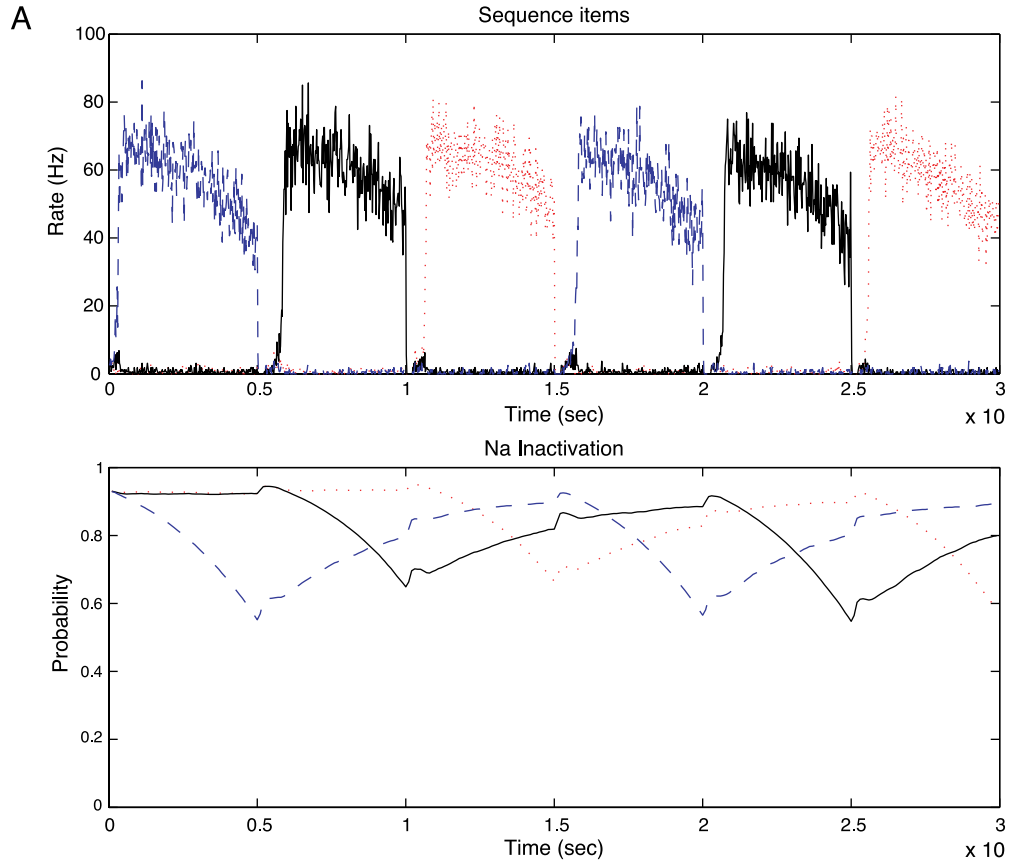 A
Sequence items
Rate (Hz)
100
80
60
40
20
0
0 0.5 1 1.5 2 2.5 3
Time (sec)
x 10
Na Inactivation
Probability
1
0.8
0.6
0.4
0.2
0
0 0.5 1 1.5 2 2.5 3
Time (sec)
x 10